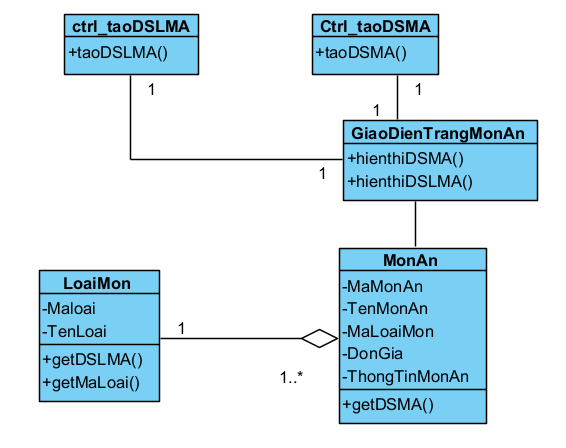 ctrl_taoDSLMA
+taoDSLMA()
Ctrl_taoDSMA
+taoDSMA()
1
1
1
1
GiaoDienTrangMonAn
+hienthiDSMA()
+hienthiDSLMA()
LoaiMon
-Maloai
-TenLoai
+getDSLMA()
+getMaLoai()
1
1..*
MonAn
-MaMonAn
-TenMonAn
-MaLoaiMon
-DonGia
-ThongTinMonAn
+getDSMA()